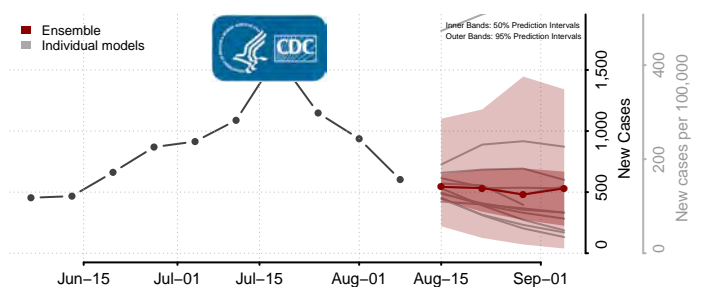 Ensemble
Individual models
CDC
Inner Bands: 50% Prediction Intervals
Outer Bands: 95% Prediction Intervals
0
500
1,000
1,500
New Cases
0
200
400
New cases per 100,000
Jun–15
Jul–01
Jul–15
Aug–01
Aug–15
Sep–01